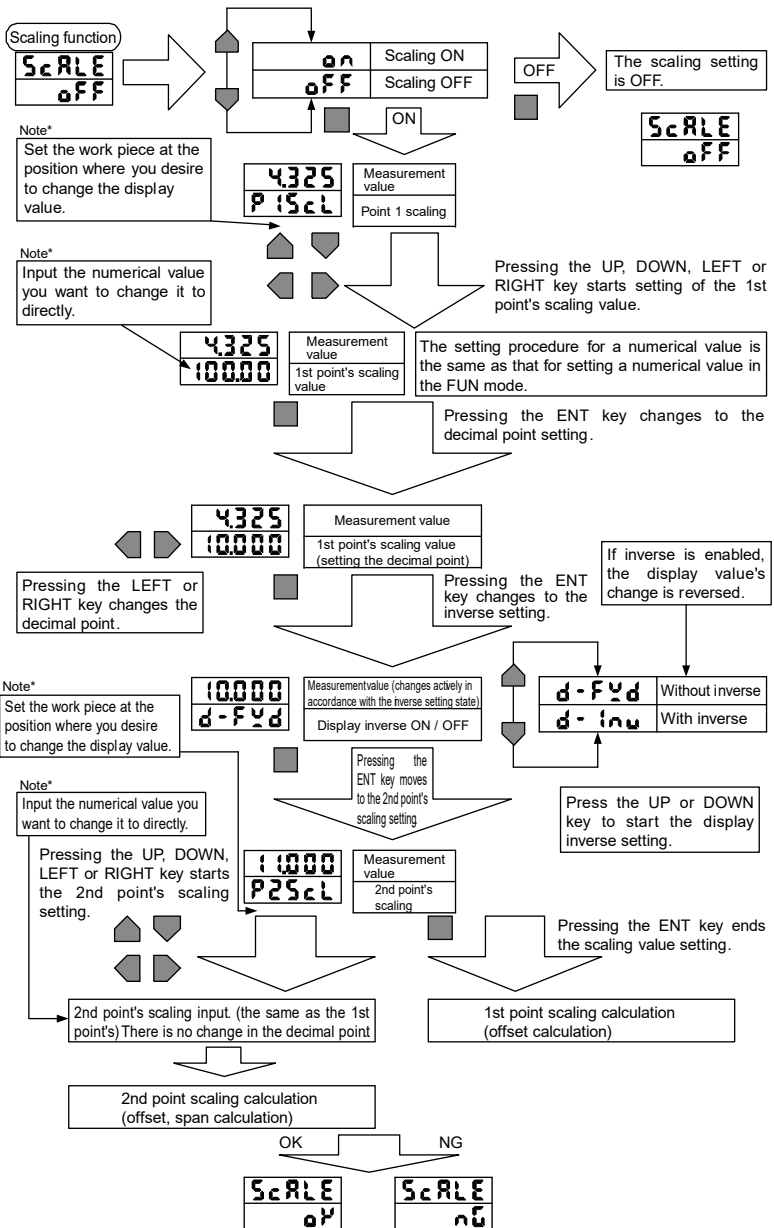 Scaling function
ScALE
oFF
on
Scaling ON
oFF
Scaling OFF
OFF
The scaling setting
is OFF.
ScALE
oFF
ON
Note*
Set the work piece at the
position where you desire
to change the display
value.
4.325
P1ScL
Measurement
value
Point 1 scaling
Note*
Input the numerical value
you want to change it to
directly.
Pressing the UP, DOWN, LEFT or
RIGHT key starts setting of the 1st
point's scaling value.
4.325
100.00
Measurement
value
1st point's scaling
value
The setting procedure for a numerical value is
the same as that for setting a numerical value in
the FUN mode.
Pressing the ENT key changes to the
decimal point setting.
4.325
10.000
Measurement value
1st point's scaling value
(setting the decimal point)
Pressing the LEFT or
RIGHT key changes the
decimal point.
Pressing the ENT
key changes to the
inverse setting.
If inverse is enabled,
the display value's
change is reversed.
Note*
Set the work piece at the
position where you desire
to change the display value.
10.000
d-Fwd
Measurementvalue (changes actively in
accordance with the inverse setting state)
Display inverse ON / OFF
d-Fwd
Without inverse
d-Inv
With inverse
Pressing the
ENT key moves
to the 2nd point's
scaling setting
Press the UP or DOWN
key to start the display
inverse setting.
Note*
Input the numerical value you
want to change it to directly.
Pressing the UP, DOWN,
LEFT or RIGHT key starts
the 2nd point's scaling
setting.
11.000
P2ScL
Measurement
value
2nd point's
scaling
Pressing the ENT key ends
the scaling value setting.
2nd point's scaling input. (the same as the 1st
point's) There is no change in the decimal point
1st point scaling calculation
(offset calculation)
2nd point scaling calculation
(offset, span calculation)
OK
NG
ScALE
oK
ScALE
nG